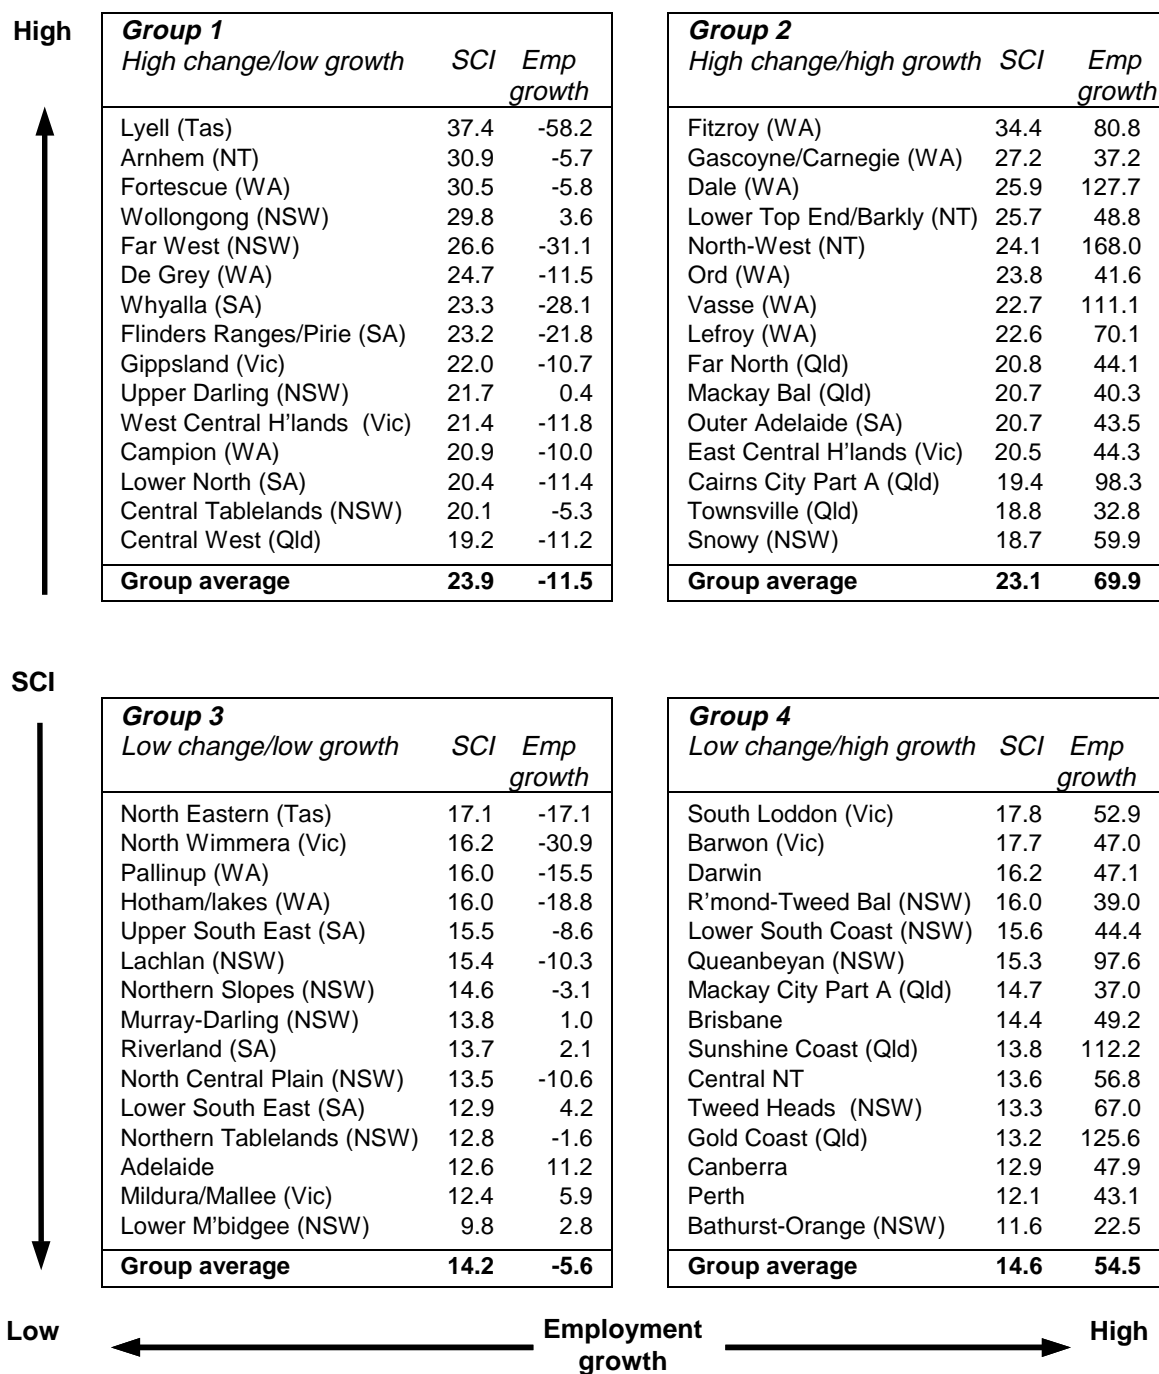 High
Group 1
High change/low growth SCI Emp
growth
Lyell (Tas) 37.4 -58.2
Arnhem (NT) 30.9 -5.7
Fortescue (WA) 30.5 -5.8
Wollongong (NSW) 29.8 3.6
Far West (NSW) 26.6 -31.1
De Grey (WA) 24.7 -11.5
Whyalla (SA) 23.3 -28.1
Flinders Ranges/Pirie (SA) 23.2 -21.8
Gippsland (Vic) 22.0 -10.7
Upper Darling (NSW) 21.7 0.4
West Central H'lands (Vic) 21.4 -11.8
Campion (WA) 20.9 -10.0
Lower North (SA) 20.4 -11.4
Central Tablelands (NSW) 20.1 -5.3
Central West (Qld) 19.2 -11.2
Group average 23.9 -11.5
Group 2
High change/high growth SCI Emp
growth
Fitzroy (WA) 34.4 80.8
Gascoyne/Carnegie (WA) 27.2 37.2
Dale (WA) 25.9 127.7
Lower Top End/Barkly (NT) 25.7 48.8
North-West (NT) 24.1 168.0
Ord (WA) 23.8 41.6
Vasse (WA) 22.7 111.1
Lefroy (WA) 22.6 70.1
Far North (Qld) 20.8 44.1
Mackay Bal (Qld) 20.7 40.3
Outer Adelaide (SA) 20.7 43.5
East Central H'lands (Vic) 20.5 44.3
Cairns City Part A (Qld) 19.4 98.3
Townsville (Qld) 18.8 32.8
Snowy (NSW) 18.7 59.9
Group average 23.1 69.9
SCI
Group 3
Low change/low growth SCI Emp
growth
North Eastern (Tas) 17.1 -17.1
North Wimmera (Vic) 16.2 -30.9
Pallinup (WA) 16.0 -15.5
Hotham/lakes (WA) 16.0 -18.8
Upper South East (SA) 15.5 -8.6
Lachlan (NSW) 15.4 -10.3
Northern Slopes (NSW) 14.6 -3.1
Murray-Darling (NSW) 13.8 1.0
Riverland (SA) 13.7 2.1
North Central Plain (NSW) 13.5 -10.6
Lower South East (SA) 12.9 4.2
Northern Tablelands (NSW) 12.8 -1.6
Adelaide 12.6 11.2
Mildura/Mallee (Vic) 12.4 5.9
Lower M'bidgee (NSW) 9.8 2.8
Group average 14.2 -5.6
Group 4
Low change/high growth SCI Emp
growth
South Loddon (Vic) 17.8 52.9
Barwon (Vic) 17.7 47.0
Darwin 16.2 47.1
R'mond-Tweed Bal (NSW) 16.0 39.0
Lower South Coast (NSW) 15.6 44.4
Queanbeyan (NSW) 15.3 97.6
Mackay City Part A (Qld) 14.7 37.0
Brisbane 14.4 49.2
Sunshine Coast (Qld) 13.8 112.2
Central NT 13.6 56.8
Tweed Heads (NSW) 13.3 67.0
Gold Coast (Qld) 13.2 125.6
Canberra 12.9 47.9
Perth 12.1 43.1
Bathurst-Orange (NSW) 11.6 22.5
Group average 14.6 54.5
Low
Employment
growth
High